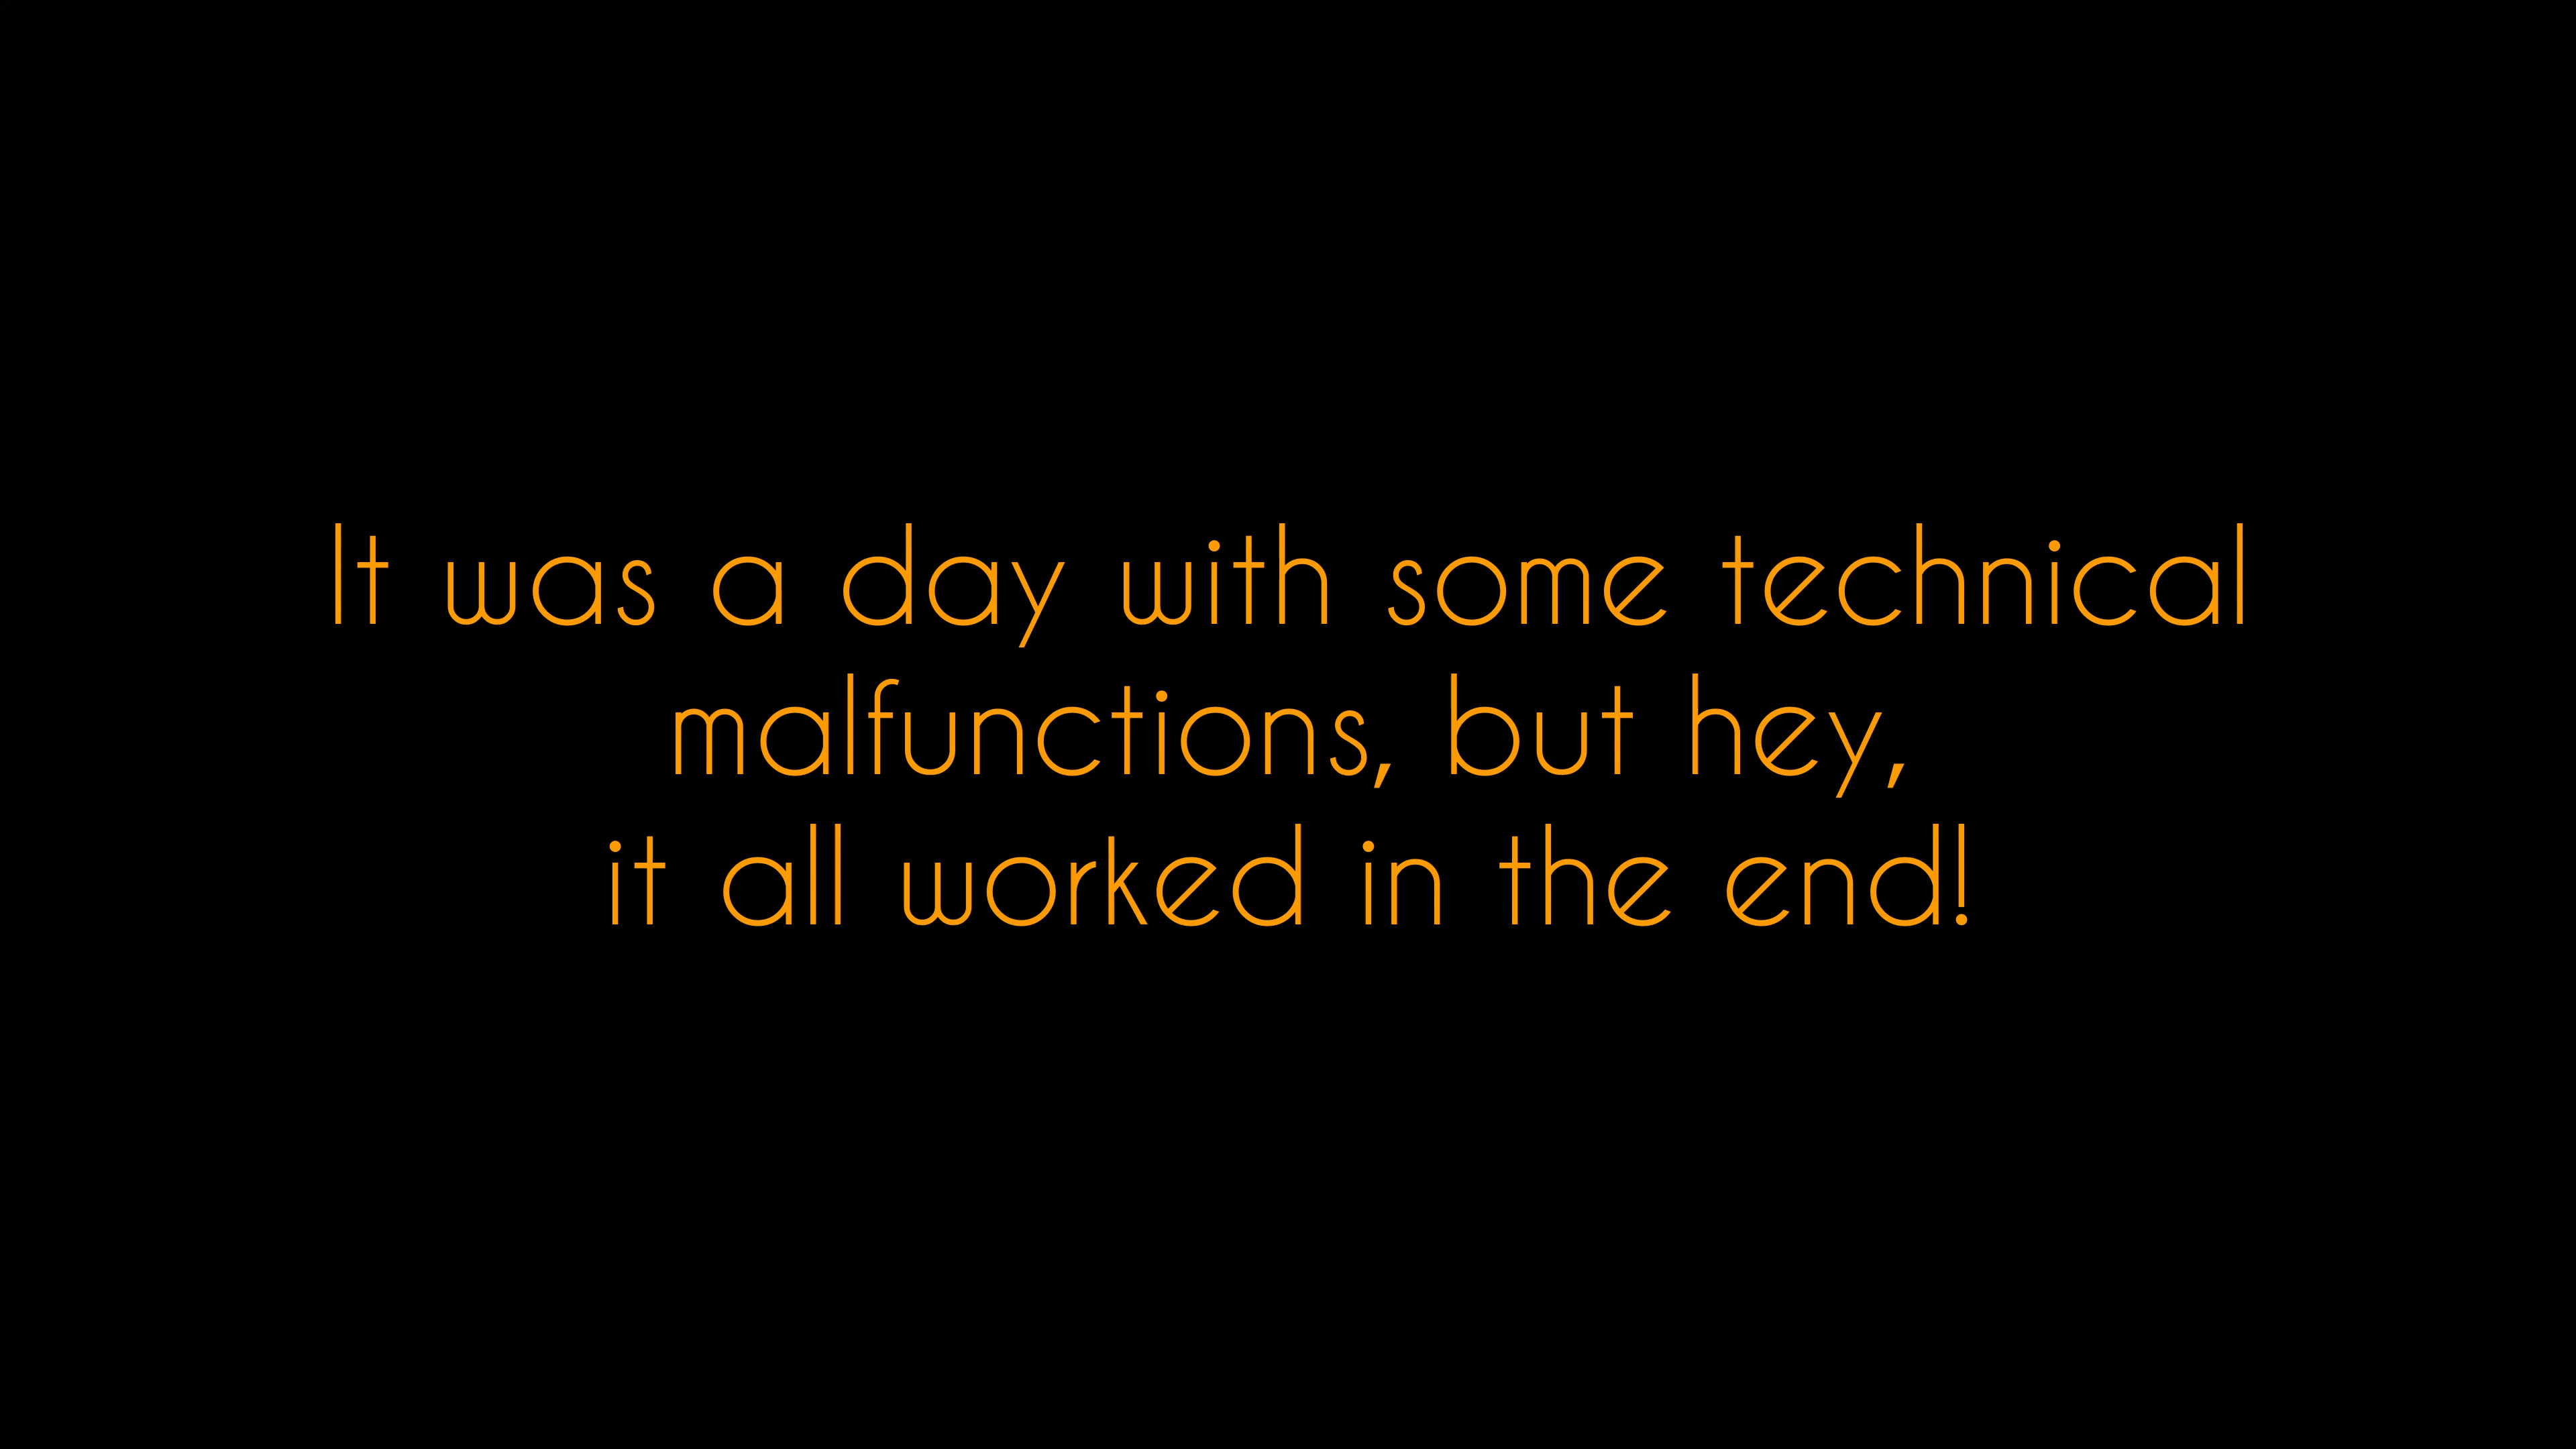 It was a day with some technical
malfunctions, but hey,
it all worked in the end!